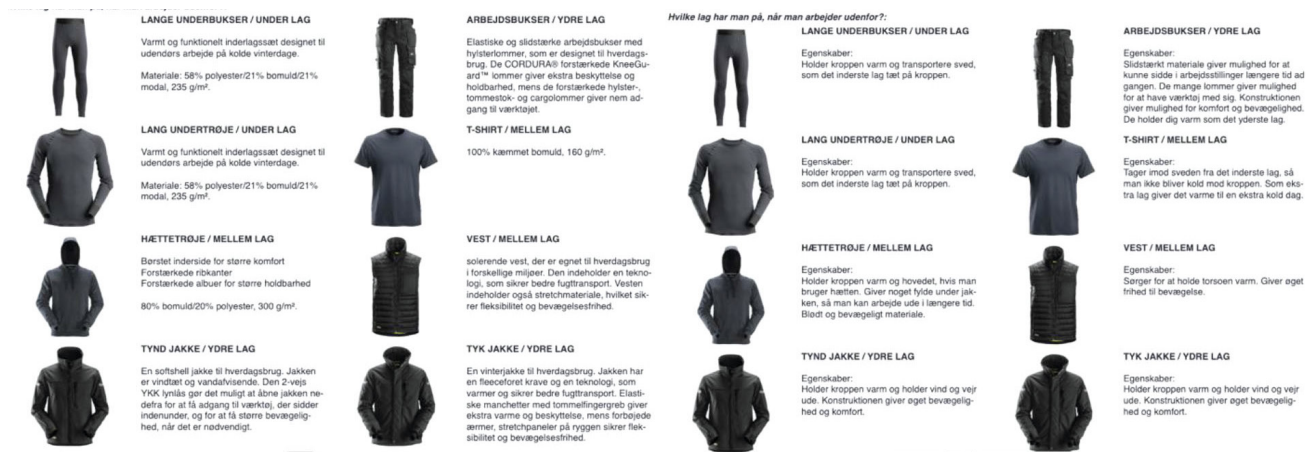 LANGE UNDERBUKSER / UNDER LAG
Varmt og funktionelt inderlagssæt designet til
udendørs arbejde på kolde vinterdage.
Materiale: 58% polyester/21% bomuld/21%
modal, 235 g/m².
ARBEJDSBUKSER / YDRE LAG
Elastiske og slidstærke arbejdsbukser med
hylsterlommer, som er designet til hverdags-
brug. De CORDURA® forstærkede KneeGu-
ard™ lommer giver ekstra beskyttelse og
holdbarhed, mens de forstærkede hylster-,
tommestok- og cargolommer giver nem ad-
gang til værktøjet.
LANG UNDERTRØJE / UNDER LAG
Varmt og funktionelt inderlagssæt designet til
udendørs arbejde på kolde vinterdage.
Materiale: 58% polyester/21% bomuld/21%
modal, 235 g/m².
T-SHIRT / MELLEM LAG
100% kæmmet bomuld, 160 g/m².
HÆTTETRØJE / MELLEM LAG
Børstet inderside for større komfort
Forstærkede ribkanter
Forstærkede albuer for større holdbarhed
80% bomuld/20% polyester, 300 g/m².
VEST / MELLEM LAG
solerende vest, der er egnet til hverdagsbrug
i forskellige miljøer. Den indeholder en tekno-
logi, som sikrer bedre fugttransport. Vesten
indeholder også stretchmateriale, hvilket sik-
rer fleksibilitet og bevægelsesfrihed.
TYND JAKKE / YDRE LAG
En softshell jakke til hverdagsbrug. Jakken
er vindtæt og vandafvisende. Den 2-vejs
YKK lynlås gør det muligt at åbne jakken ne-
defra for at få adgang til værktøj, der sidder
indenunder, og for at få større bevægelig-
hed, når det er nødvendigt.
TYK JAKKE / YDRE LAG
En vinterjakke til hverdagsbrug. Jakken har
en fleeceforet krave og en teknologi, som
varmer og sikrer bedre fugttransport. Elasti-
ske manchetter med tommelfingergreb giver
ekstra varme og beskyttelse, mens forbøjede
ærmer, stretchpaneler på ryggen sikrer flek-
sibilitet og bevægelsesfrihed.
Hvilke lag har man på, når man arbejder udenfor?:
LANGE UNDERBUKSER / UNDER LAG
Egenskaber:
Holder kroppen varm og transportere sved,
som det inderste lag tæt på kroppen.
ARBEJDSBUKSER / YDRE LAG
Egenskaber:
Slidstærkt materiale giver mulighed for at
kunne sidde i arbejdsstillinger længere tid ad
gangen. De mange lommer giver mulighed
for at have værktøj med sig. Konstruktionen
giver mulighed for komfort og bevægelighed.
De holder dig varm som det yderste lag.
LANG UNDERTRØJE / UNDER LAG
Egenskaber:
Holder kroppen varm og transportere sved,
som det inderste lag tæt på kroppen.
T-SHIRT / MELLEM LAG
Egenskaber:
Tager imod sveden fra det inderste lag, så
man ikke bliver kold mod kroppen. Som eks-
tra lag giver det varme til en ekstra kold dag.
HÆTTETRØJE / MELLEM LAG
Egenskaber:
Holder kroppen varm og hovedet, hvis man
bruger hætten. Giver noget fylde under jak-
ken, så man kan arbejde ude i længere tid.
Blødt og bevægeligt materiale.
VEST / MELLEM LAG
Egenskaber:
Sørger for at holde torsoen varm. Giver øget
frihed til bevægelse.
TYND JAKKE / YDRE LAG
Egenskaber:
Holder kroppen varm og holder vind og vejr
ude. Konstruktionen giver øget bevægelig-
hed og komfort.
TYK JAKKE / YDRE LAG
Egenskaber:
Holder kroppen varm og holder vind og vejr
ude. Konstruktionen giver øget bevægelig-
hed og komfort.